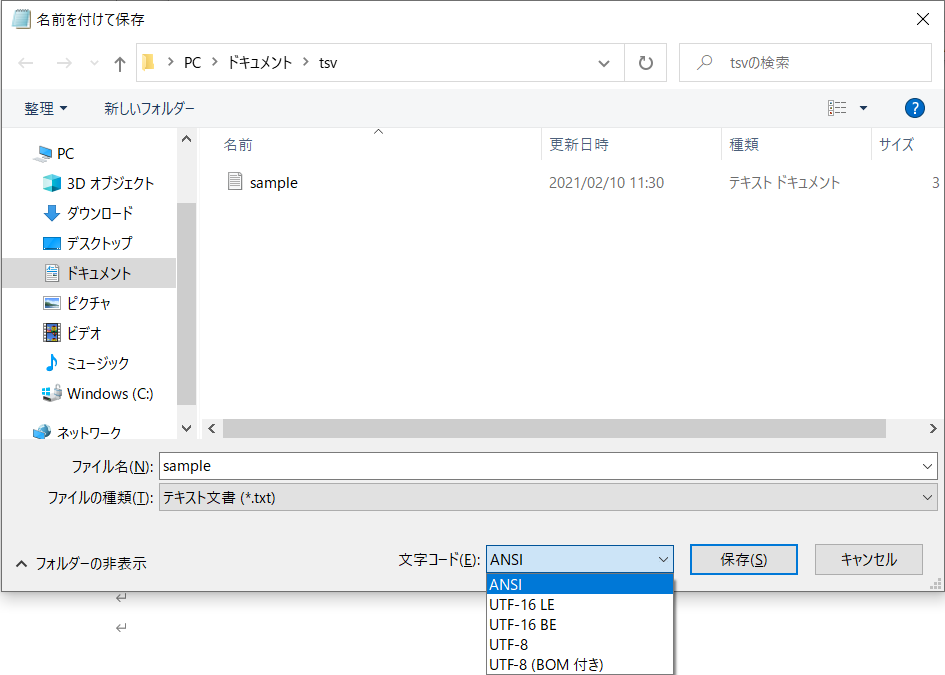 名前を付けて保存
PC ドキュメント tsv
tsvの検索
整理 新しいフォルダー
?
名前 更新日時 種類 サイズ
sample 2021/02/10 11:30 テキスト ドキュメント 3
PC
3D オブジェクト
ダウンロード
デスクトップ
ドキュメント
ピクチャ
ビデオ
ミュージック
Windows (C:)
ネットワーク
ファイル名(N): sample
ファイルの種類(T): テキスト文書 (*.txt)
フォルダーの非表示
文字コード(E): ANSI
保存(S) キャンセル
ANSI
UTF-16 LE
UTF-16 BE
UTF-8
UTF-8 (BOM 付き)